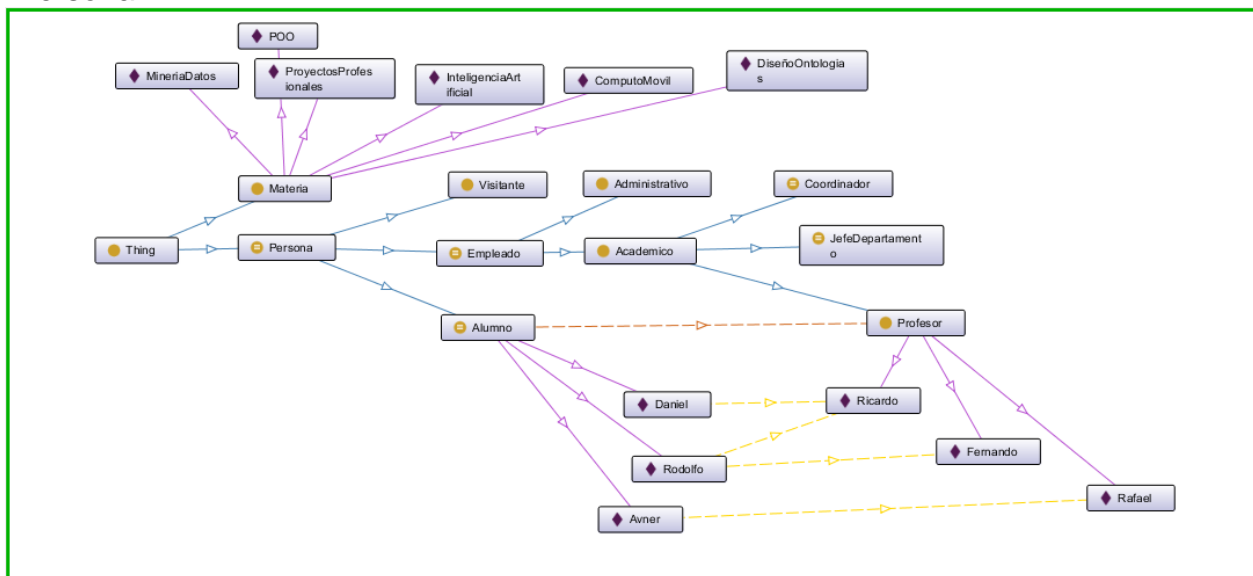 POO
MineriaDatos
ProyectosProfes
ionales
InteligenciaArt
ificial
ComputoMovil
DiseñoOntologia
s
Materia
Visitante
Administrativo
Coordinador
Thing
Persona
Empleado
Academico
JefeDepartament
o
Alumno
Profesor
Daniel
Ricardo
Rodolfo
Fernando
Avner
Rafael